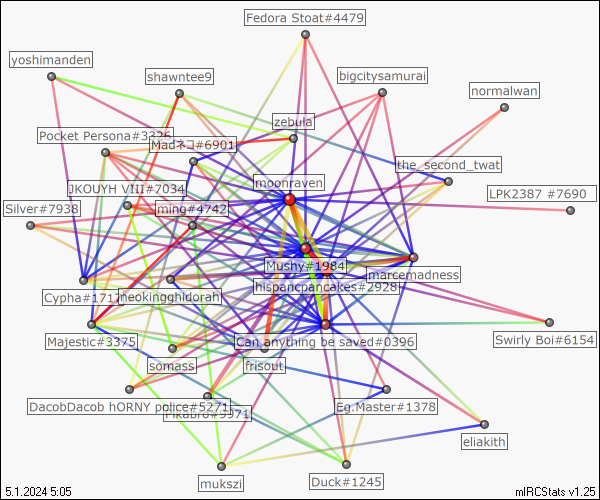 Fedora Stoat#4479
yoshimanden
shawntee9
bigcitysamurai
normalwan
zebula
Pocket Persona#3326
Madネコ#6901
the_second_twat
moonraven
JKOUYH VIII#7034
LPK2387 #7690
Silver#7938
ming#4742
Mushy#1984
marcemadness
Cypha#1717
neokingghidorah
hispancpancakes#2928
Majestic#3375
Can anything be saved#0396
Swirly Boi#6154
somass
frisout
DacobDacob hORNY police#5271
Eg.Master#1378
eliakith
mukszi
Duck#1245
5.1.2024 5:05
mIRCStats v1.25